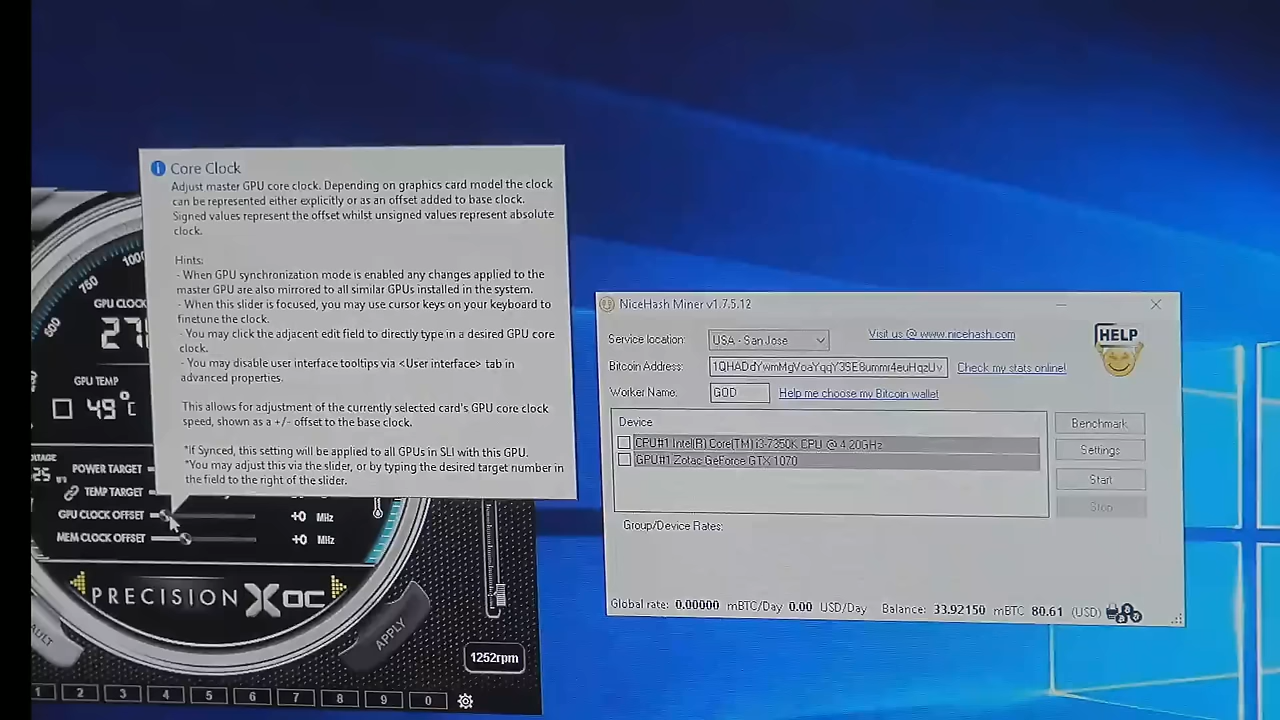 Core Clock
Adjust master GPU core clock. Depending on graphics card model the clock
can be represented either explicitly or as an offset added to base clock.
Signed values represent the offset whilst unsigned values represent absolute
clock.
Hints:
- When GPU synchronization mode is enabled any changes applied to the
master GPU are also mirrored to all similar GPUs installed in the system.
- When this slider is focused, you may use cursor keys on your keyboard to
finetune the clock.
- You may click the adjacent edit field to directly type in a desired GPU core
clock.
- You may disable user interface tooltips via <User interface> tab in
advanced properties.
This allows for adjustment of the currently selected card's GPU core clock
speed, shown as a +/- offset to the base clock.
*If Synced, this setting will be applied to all GPUs in SLI with this GPU.
*You may adjust this via the slider, or by typing the desired target number in
the field to the right of the slider.
500
750
1000
GPU CLOCK
GPU TEMP
49°C
POWER TARGET
TEMP TARGET
GPU CLOCK OFFSET +0 MHz
MEM CLOCK OFFSET +0 MHz
PRECISION XOC
APPLY
1252rpm
1 2 3 4 5 6 7 8 9 0
NiceHash Miner v1.7.5.12
Service location: USA - San Jose Visit us @ www.nicehash.com
HELP
Bitcoin Address: Check my stats online!
Worker Name: GOD Help me choose my Bitcoin wallet
Device
CPU#1 Intel(R) Core(TM) i3-7350K CPU @ 4.20GHz
GPU#1 Zotac GeForce GTX 1070
Benchmark
Settings
Start
Stop
Group/Device Rates:
Global rate: 0.00000 mBTC/Day 0.00 USD/Day Balance: 33.92150 mBTC 80.61 (USD)